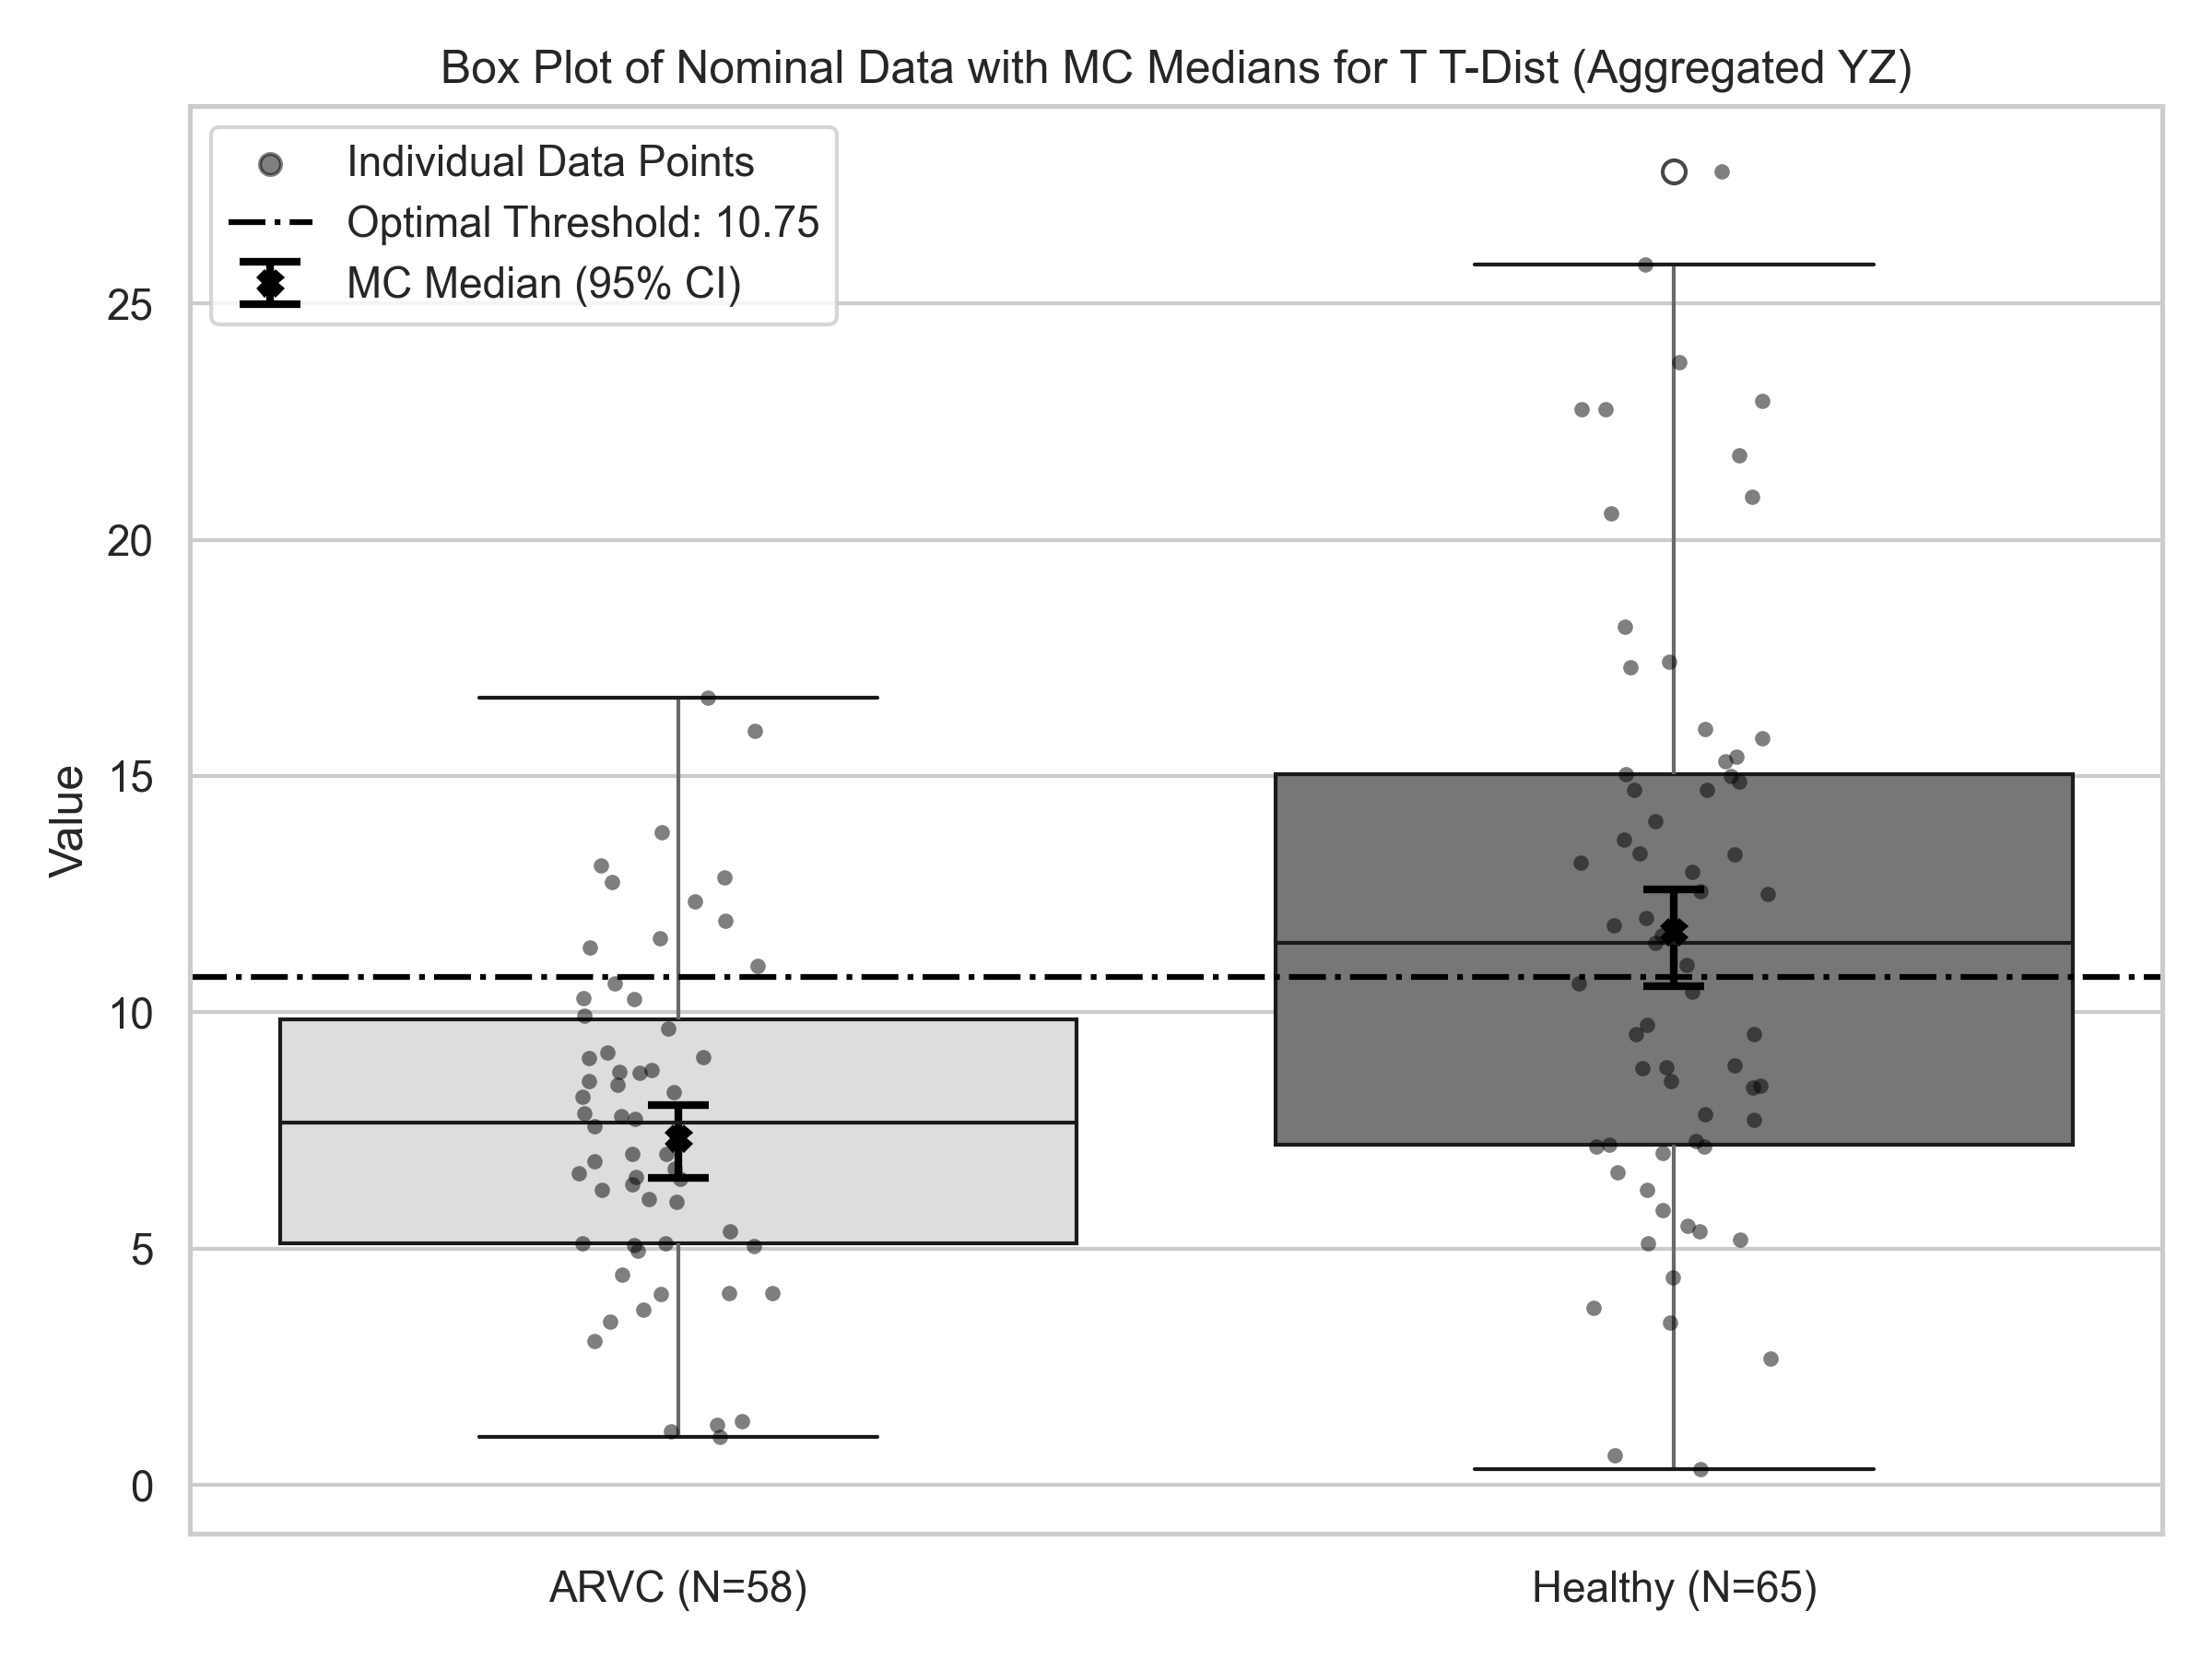 Box Plot of Nominal Data with MC Medians for T T-Dist (Aggregated YZ)
Individual Data Points
Optimal Threshold: 10.75
MC Median (95% CI)
Value
25
20
15
10
5
0
ARVC (N=58)
Healthy (N=65)